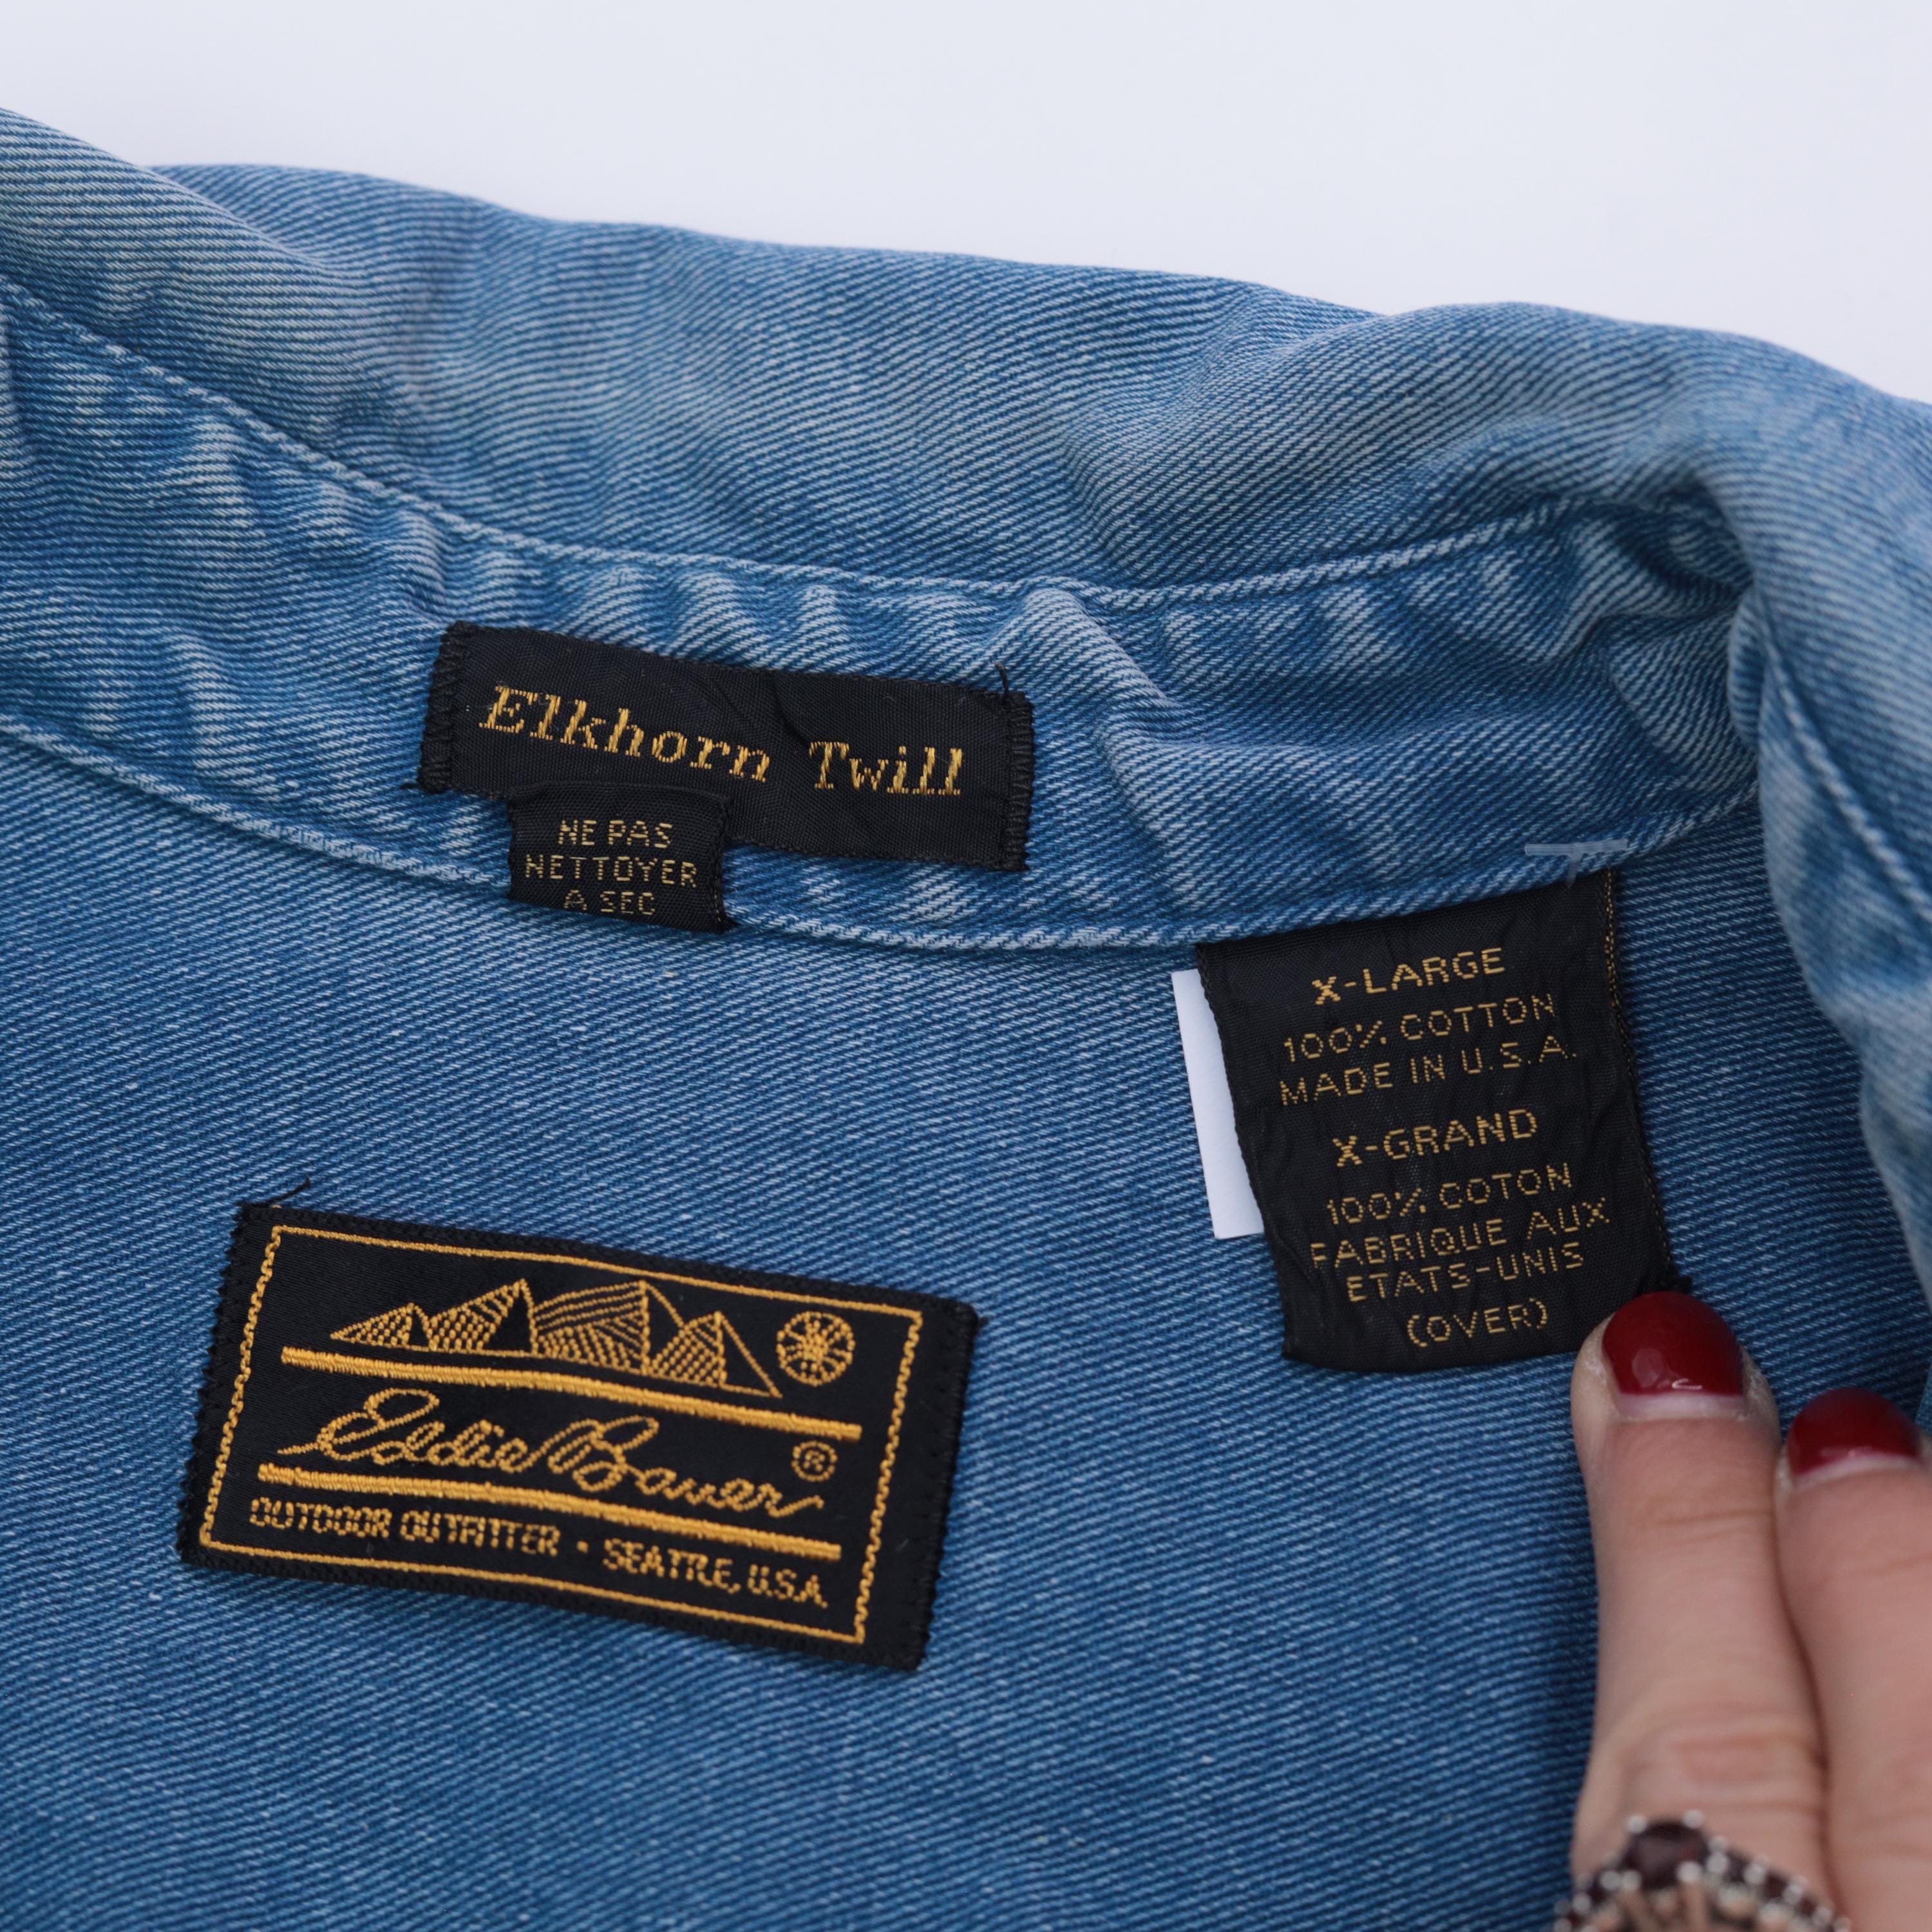 Elkhorn Twill
NE PAS
NETTOYER
A SEC
X-LARGE
100% COTTON
MADE IN U.S.A.
X-GRAND
100% COTON
FABRIQUE AUX
ETATS-UNIS
(OVER)
Eddie Bauer ®
OUTDOOR OUTFITTER • SEATTLE, U.S.A.